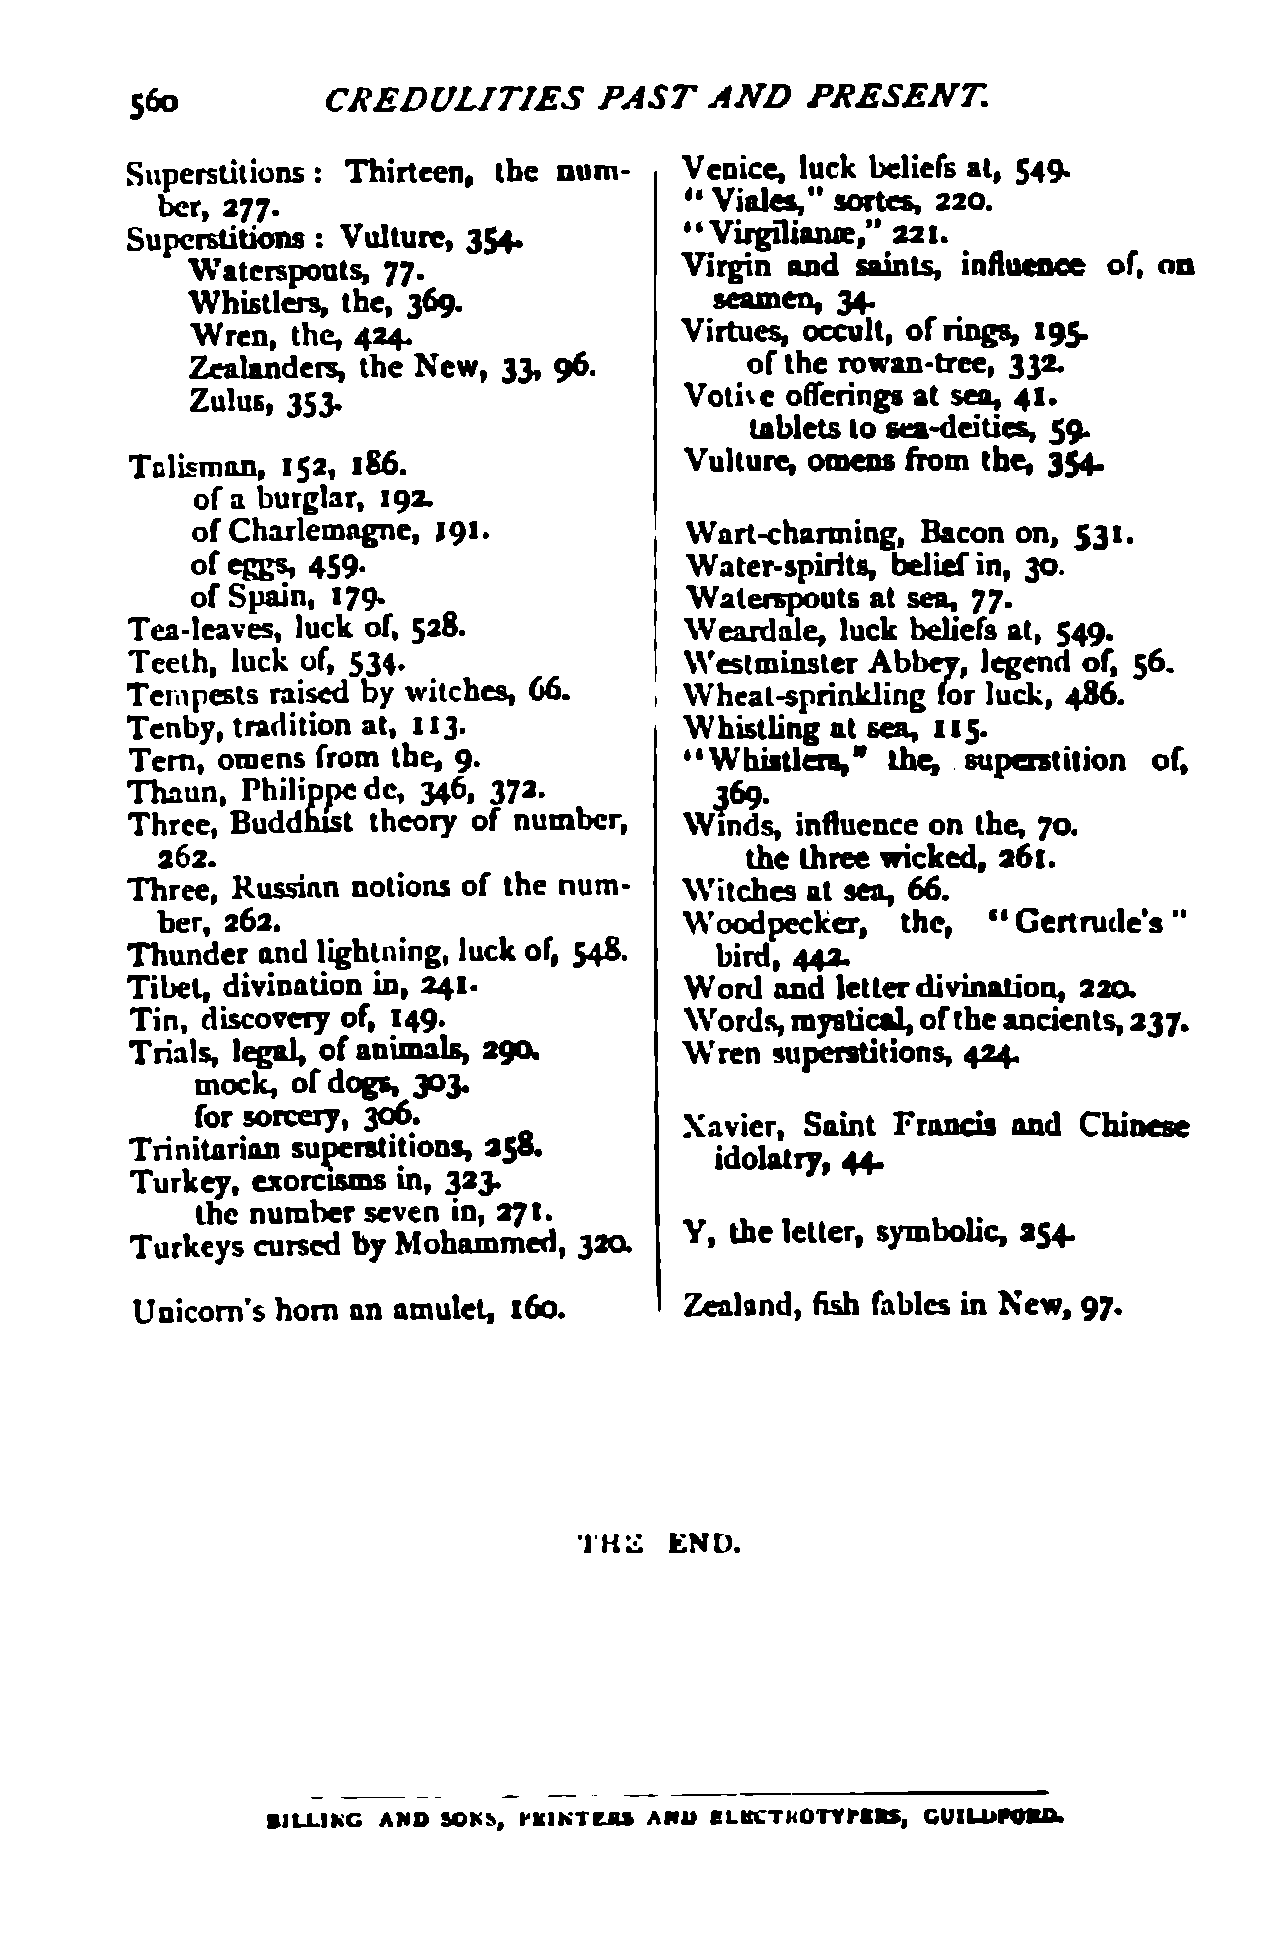 560 CREDULITIES PAST AND PRESENT.
Superstitions : Thirteen, the num-
ber, 277.
Superstitions : Vulture, 354.
Waterspouts, 77.
Whistlers, the, 369.
Wren, the, 424.
Zealanders, the New, 33, 96.
Zulus, 353.
Talisman, 152, 186.
of a burglar, 192.
of Charlemagne, 191.
of eggs, 459.
of Spain, 179.
Tea-leaves, luck of, 528.
Teeth, luck of, 534.
Tempests raised by witches, 66.
Tenby, tradition at, 113.
Tern, omens from the, 9.
Thaun, Philippe de, 346, 372.
Three, Buddhist theory of number,
262.
Three, Russian notions of the num-
ber, 262.
Thunder and lightning, luck of, 548.
Tibet, divination in, 241.
Tin, discovery of, 149.
Trials, legal, of animals, 290.
mock, of dogs, 303.
for sorcery, 306.
Trinitarian superstitions, 258.
Turkey, exorcisms in, 323.
the number seven in, 271.
Turkeys cursed by Mohammed, 320.
Unicorn's horn an amulet, 160.
Venice, luck beliefs at, 549.
“Viales,” sortes, 220.
“Virgilianæ,” 221.
Virgin and saints, influence of, on
seamen, 34.
Virtues, occult, of rings, 195.
of the rowan-tree, 332.
Votive offerings at sea, 41.
tablets to sea-deities, 59.
Vulture, omens from the, 354.
Wart-charming, Bacon on, 531.
Water-spirits, belief in, 30.
Waterspouts at sea, 77.
Weardale, luck beliefs at, 549.
Westminster Abbey, legend of, 56.
Wheat-sprinkling for luck, 486.
Whistling at sea, 115.
“Whistlers,” the, superstition of,
369.
Winds, influence on the, 70.
the three wicked, 261.
Witches at sea, 66.
Woodpecker, the, “Gertrude's”
bird, 442.
Word and letter divination, 220.
Words, mystical, of the ancients, 237.
Wren superstitions, 424.
Xavier, Saint Francis and Chinese
idolatry, 44.
Y, the letter, symbolic, 254.
Zealand, fish fables in New, 97.
THE END.
BILLING AND SONS, PRINTERS AND ELECTROTYPERS, GUILDFORD.